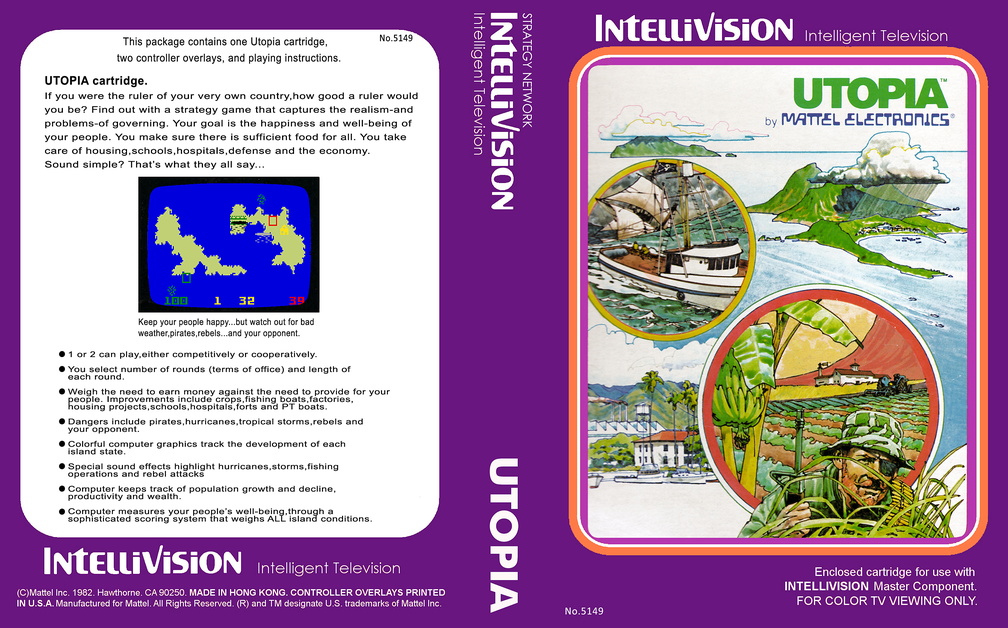 This package contains one Utopia cartridge,
No.5149
two controller overlays, and playing instructions.
UTOPIA cartridge.
If you were the ruler of your very own country,how good a ruler would
you be? Find out with a strategy game that captures the realism-and
problems-of governing. Your goal is the happiness and well-being of
your people. You make sure there is sufficient food for all. You take
care of housing,schools,hospitals,defense and the economy.
Sound simple? That's what they all say...
100 1 32 39
Keep your people happy...but watch out for bad
weather,pirates,rebels...and your opponent.
● 1 or 2 can play,either competitively or cooperatively.
● You select number of rounds (terms of office) and length of
each round.
● Weigh the need to earn money against the need to provide for your
people. Improvements include crops,fishing boats,factories,
housing projects,schools,hospitals,forts and PT boats.
● Dangers include pirates,hurricanes,tropical storms,rebels and
your opponent.
● Colorful computer graphics track the development of each
island state.
● Special sound effects highlight hurricanes,storms,fishing
operations and rebel attacks
● Computer keeps track of population growth and decline,
productivity and wealth.
● Computer measures your people's well-being,through a
sophisticated scoring system that weighs ALL island conditions.
INTELLIVISION Intelligent Television
(C)Mattel Inc. 1982. Hawthorne. CA 90250. MADE IN HONG KONG. CONTROLLER OVERLAYS PRINTED
IN U.S.A. Manufactured for Mattel. All Rights Reserved. (R) and TM designate U.S. trademarks of Mattel Inc.
STRATEGY NETWORK
INTELLIVISION
Intelligent Television
UTOPIA
INTELLIVISION Intelligent Television
UTOPIA™
by MATTEL ELECTRONICS®
Enclosed cartridge for use with
INTELLIVISION Master Component.
FOR COLOR TV VIEWING ONLY.
No.5149